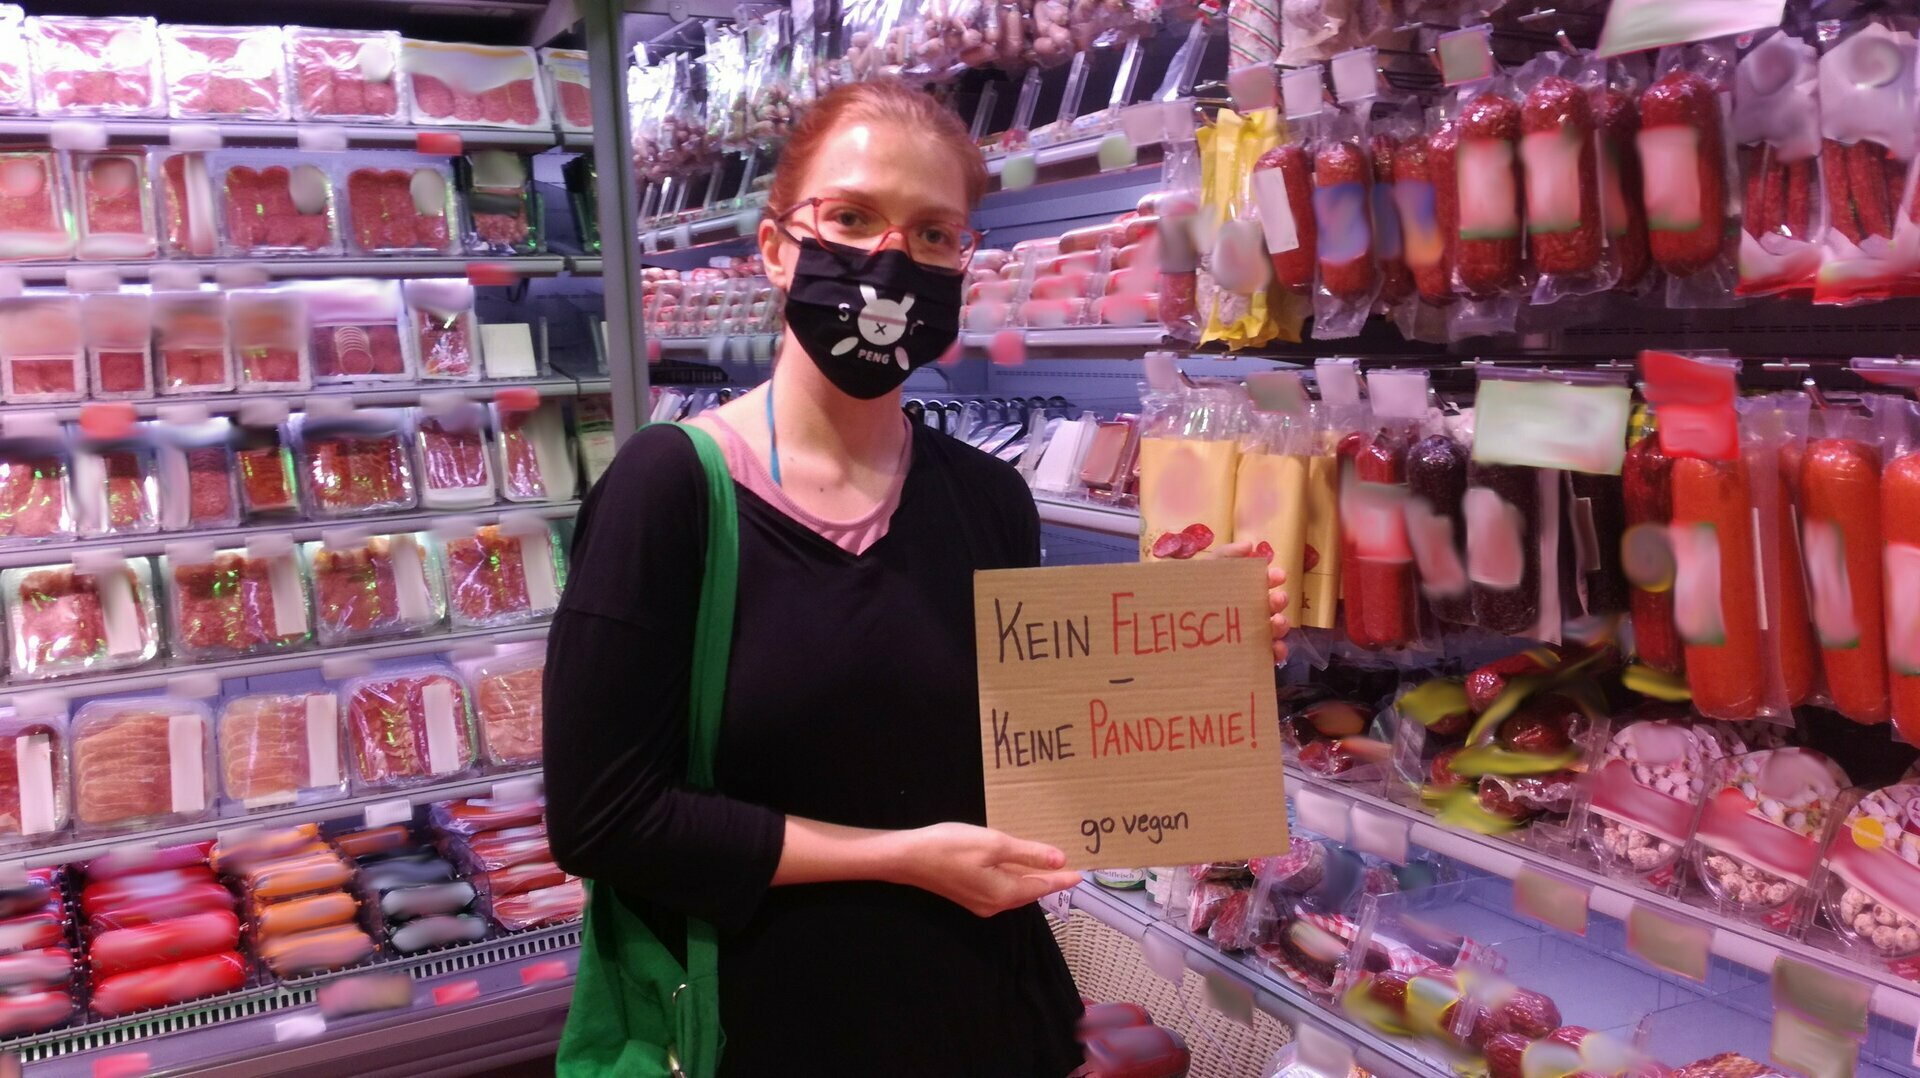 S C
PENG
KEIN FLEISCH
–
KEINE PANDEMIE!
go vegan